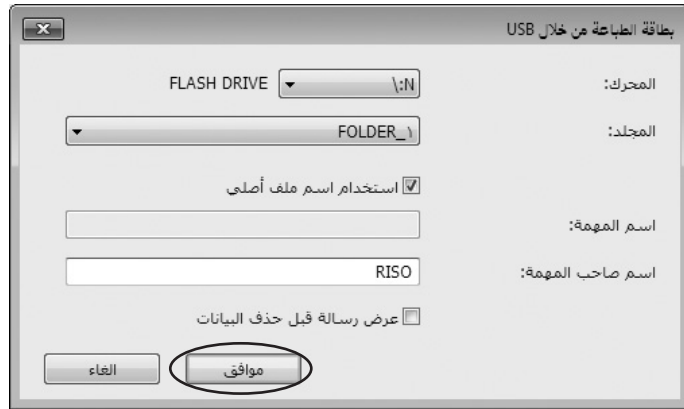 بطاقة الطباعة من خلال USB
المحرك: N:\ FLASH DRIVE
المجلد: FOLDER_١
استخدام اسم ملف أصلي
اسم المهمة:
اسم صاحب المهمة: RISO
عرض رسالة قبل حذف البيانات
موافق الغاء